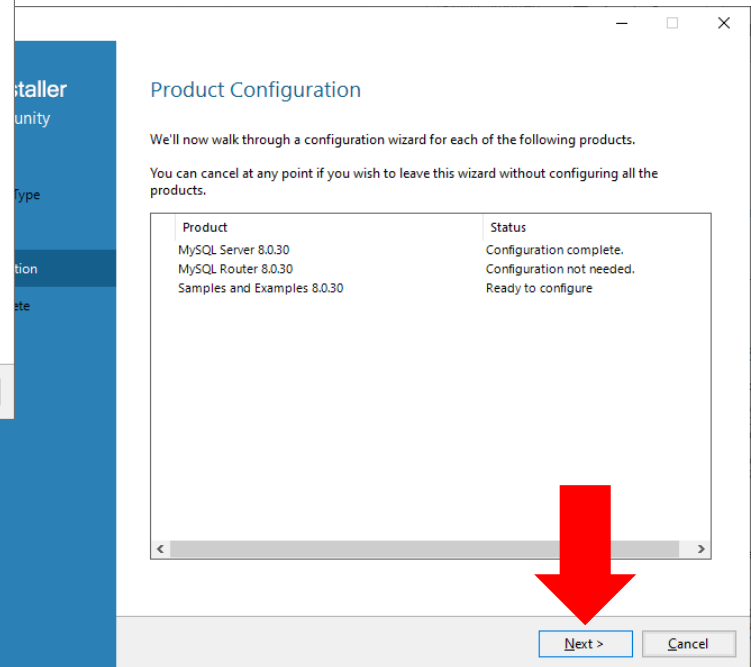 staller
unity
Type
tion
ete
Product Configuration
We'll now walk through a configuration wizard for each of the following products.
You can cancel at any point if you wish to leave this wizard without configuring all the
products.
Product Status
MySQL Server 8.0.30 Configuration complete.
MySQL Router 8.0.30 Configuration not needed.
Samples and Examples 8.0.30 Ready to configure
Next > Cancel